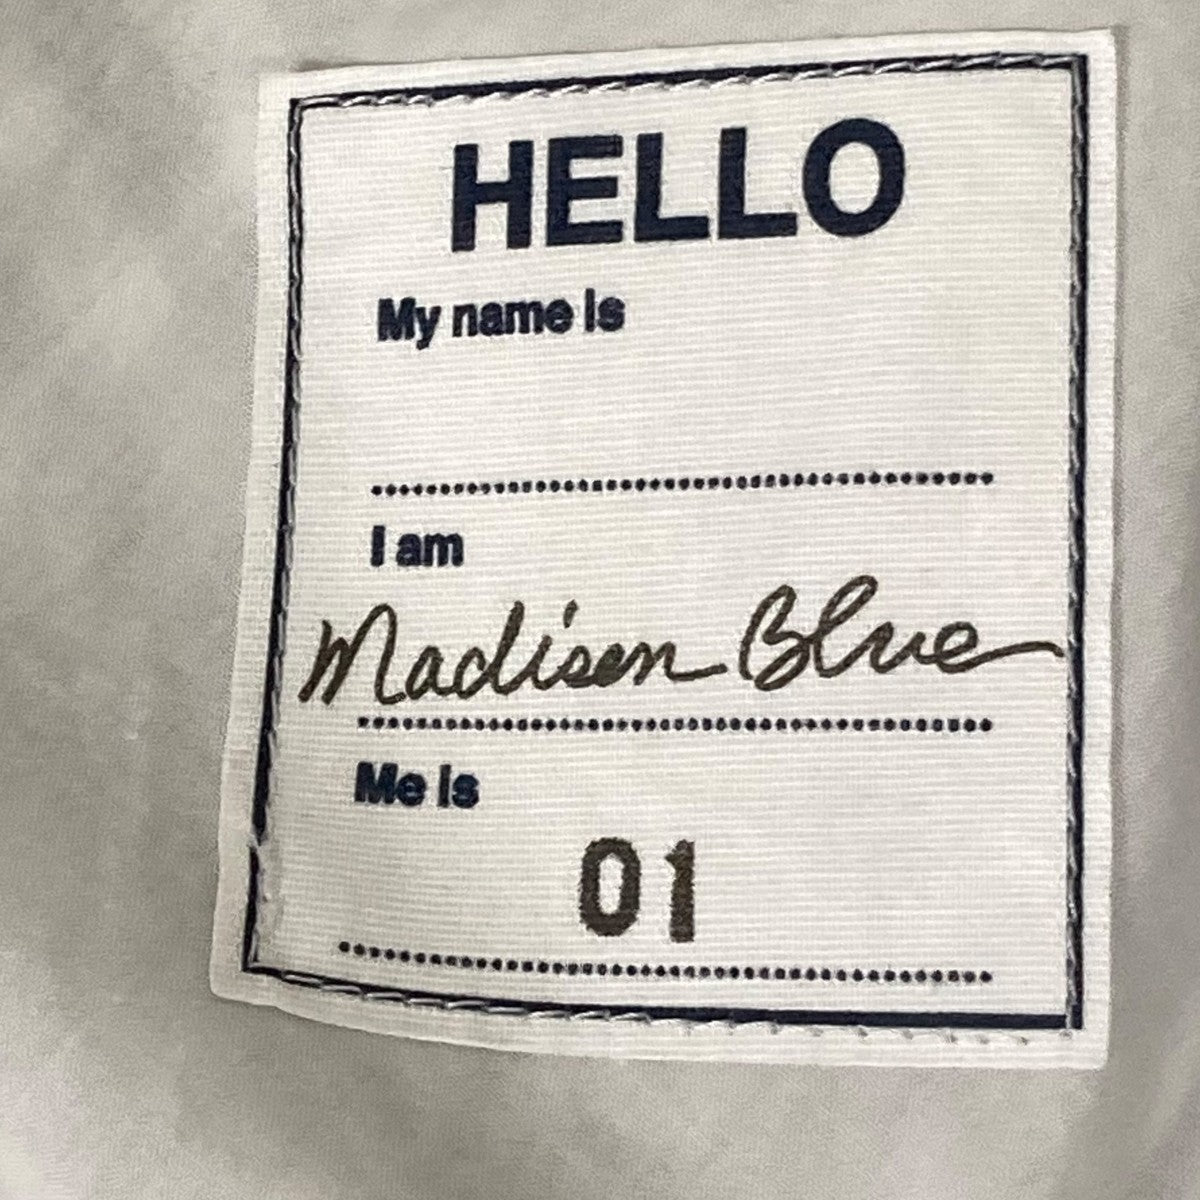 HELLO
My name is
I am
Madison Blue
Me is
01